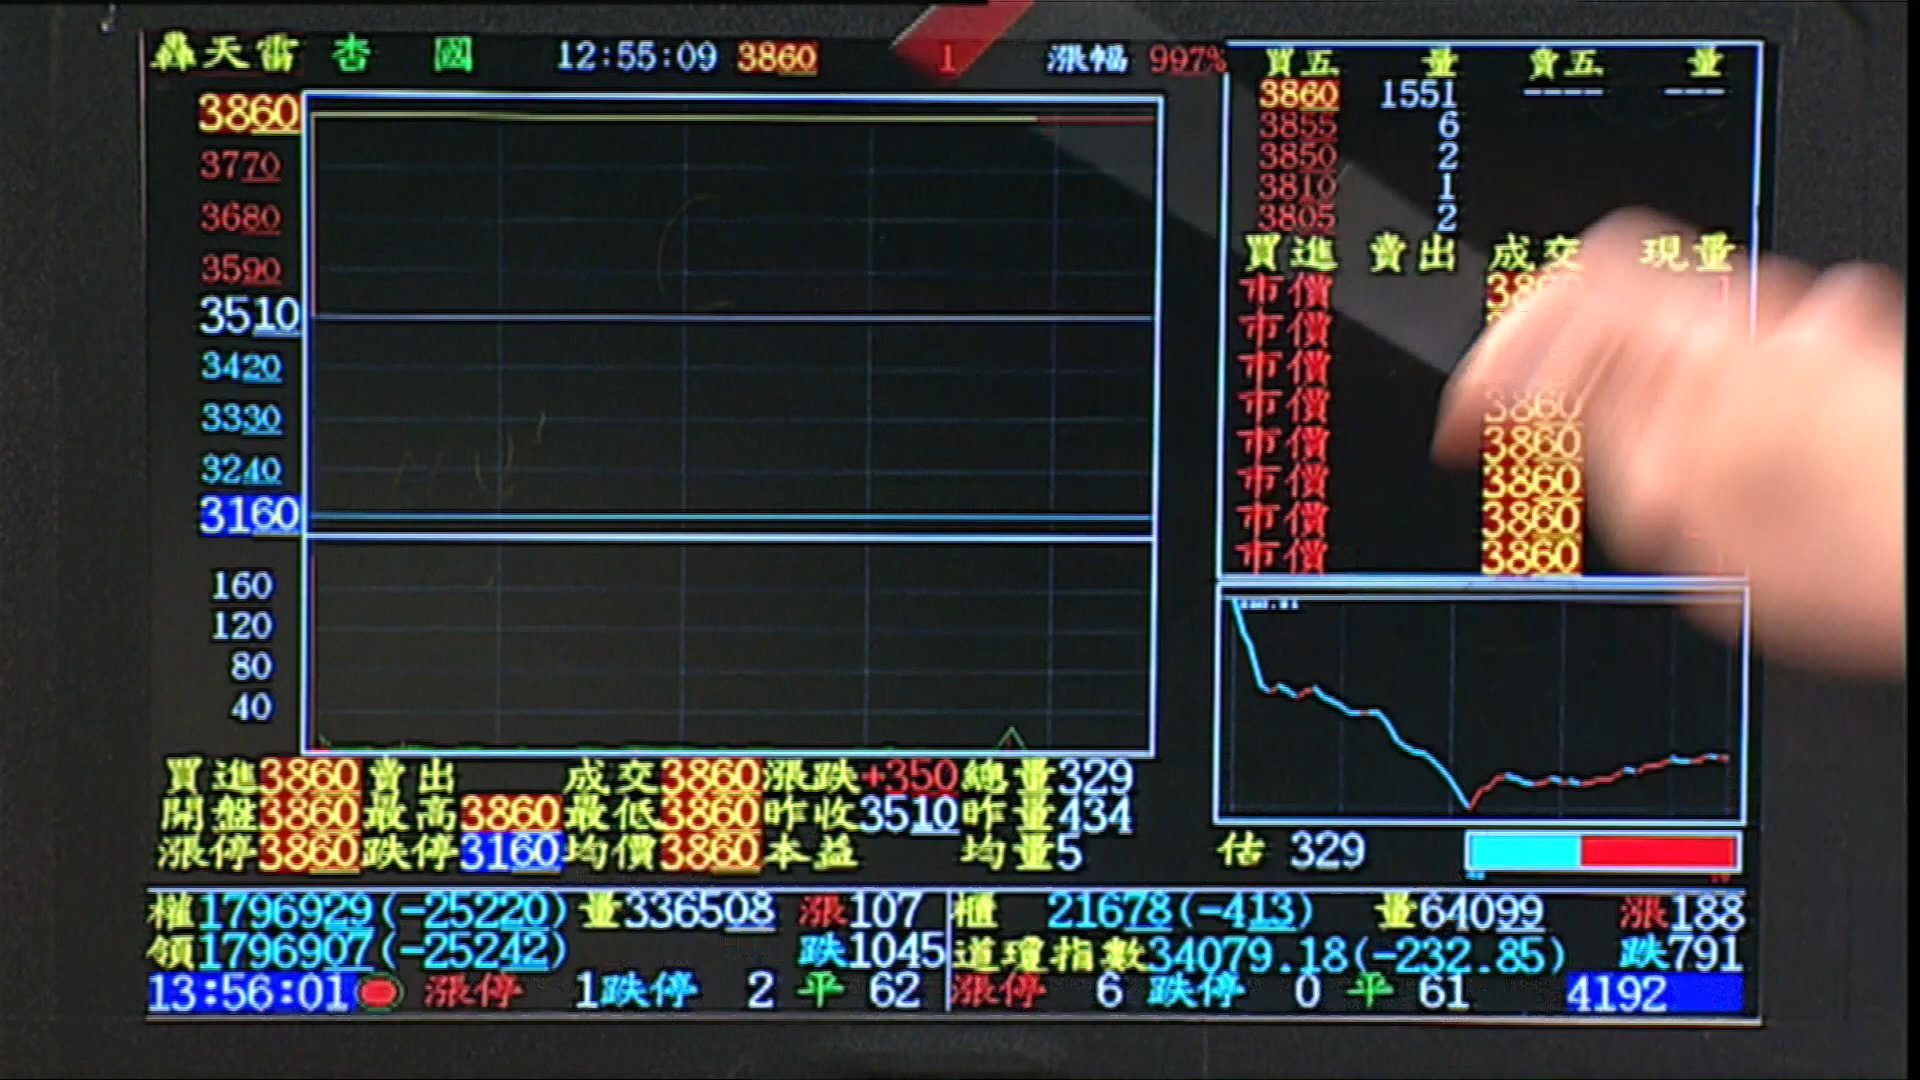 轟天雷 杏 國 12:55:09 3860 1 漲幅 997%
3860
3770
3680
3590
3510
3420
3330
3240
3160
160
120
80
40
買五 量 賣五 量
3860 1551 ---- ---
3855 6
3850 2
3810 1
3805 2
買進 賣出 成交 現量
市價
市價
市價
市價 3860
市價 3860
市價 3860
市價 3860
市價 3860
買進3860賣出 成交3860漲跌+350總量329
開盤3860最高3860最低3860昨收3510昨量434
漲停3860跌停3160均價3860本益 均量5
估 329
權1796929(-25220)量33650８ 漲107
領1796907(-25242) 跌1045
13:56:01 漲停 1跌停 2 平 62
櫃 21678(-413) 量64099 漲188
道瓊指數34079.18(-232.85) 跌791
漲停 6 跌停 0 平 61 4192